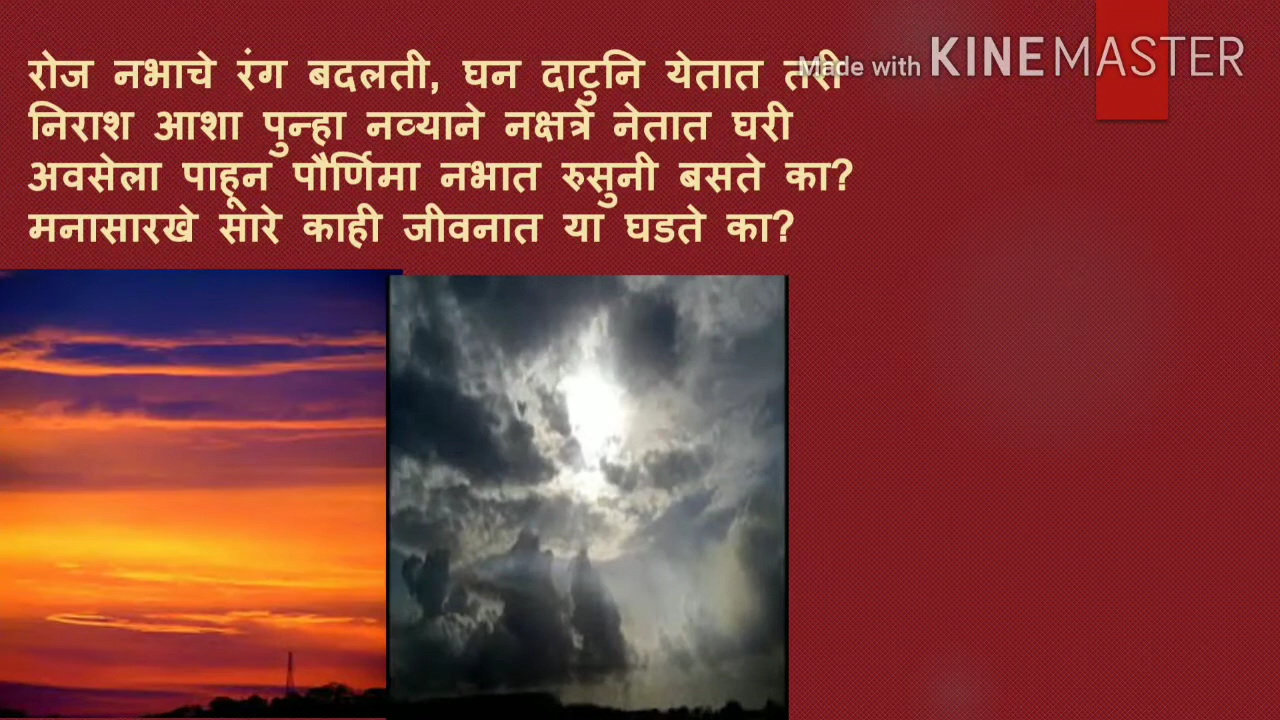 रोज नभाचे रंग बदलती, घन दाटुनि येतात तरी
निराश आशा पुन्हा नव्याने नक्षत्रे नेतात घरी
अवसेला पाहून पौर्णिमा नभात रुसुनी बसते का?
मनासारखे सारे काही जीवनात या घडते का?
Made with KINEMASTER